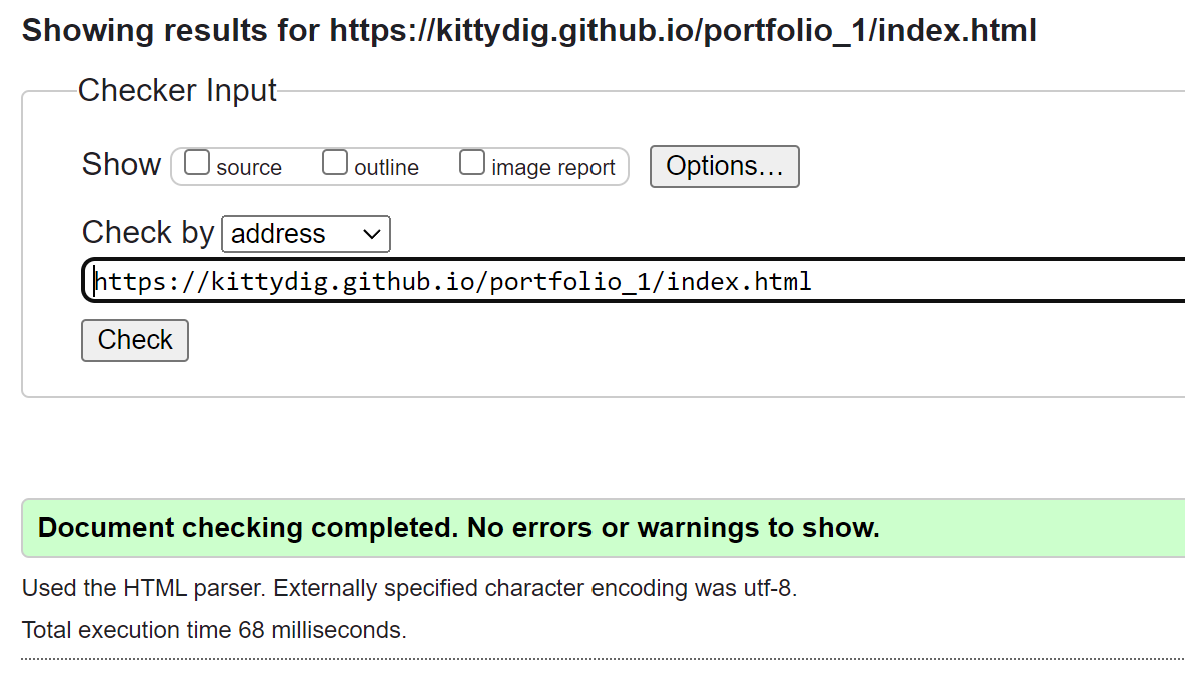 Showing results for https://kittydig.github.io/portfolio_1/index.html
Checker Input
Show source outline image report Options…
Check by address
https://kittydig.github.io/portfolio_1/index.html
Check
Document checking completed. No errors or warnings to show.
Used the HTML parser. Externally specified character encoding was utf-8.
Total execution time 68 milliseconds.